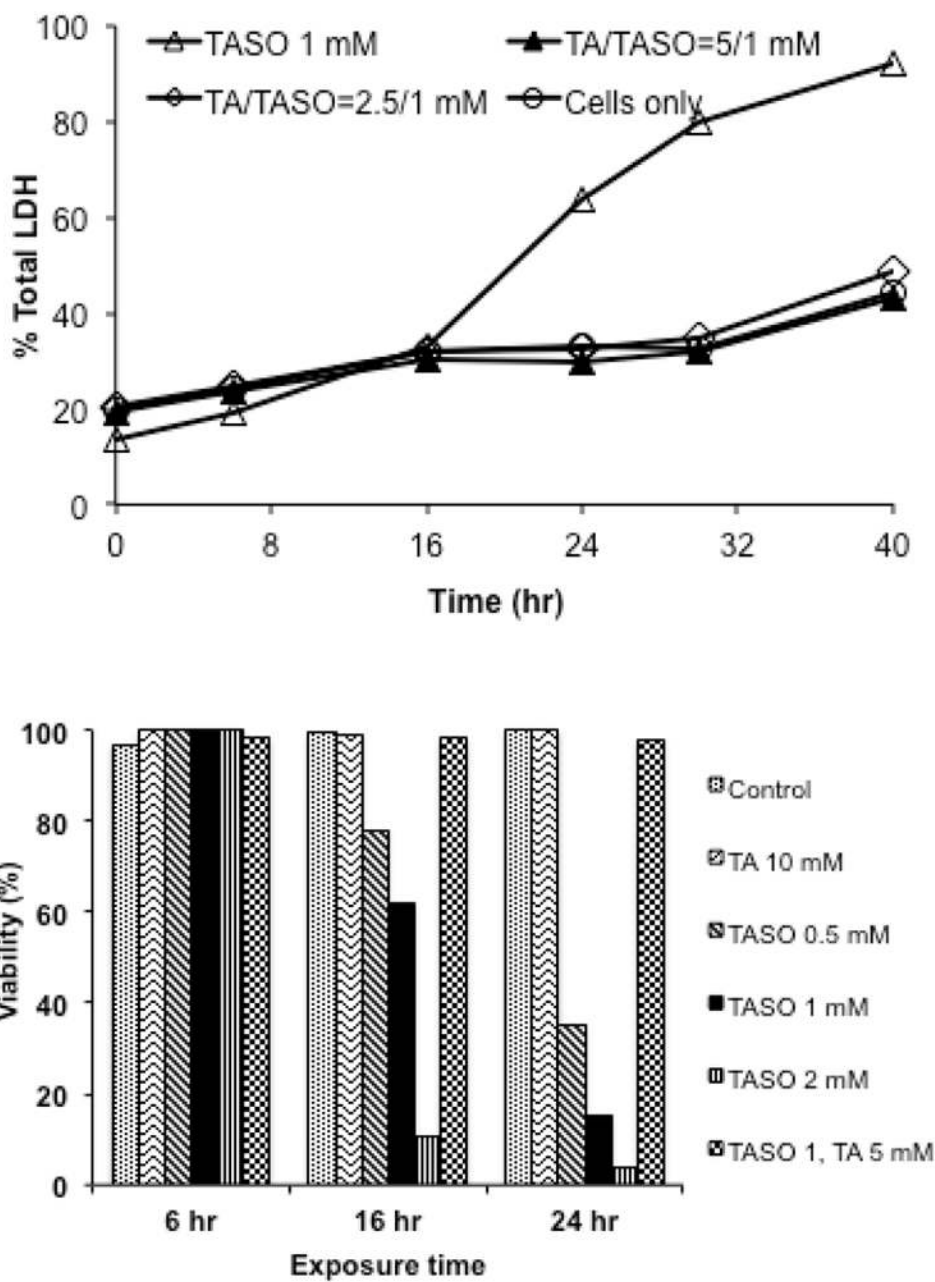 100
80
60
40
20
0
% Total LDH
TASO 1 mM
TA/TASO=5/1 mM
TA/TASO=2.5/1 mM
Cells only
0 8 16 24 32 40
Time (hr)
100
80
60
40
20
0
Viability (%)
6 hr 16 hr 24 hr
Exposure time
Control
TA 10 mM
TASO 0.5 mM
TASO 1 mM
TASO 2 mM
TASO 1, TA 5 mM